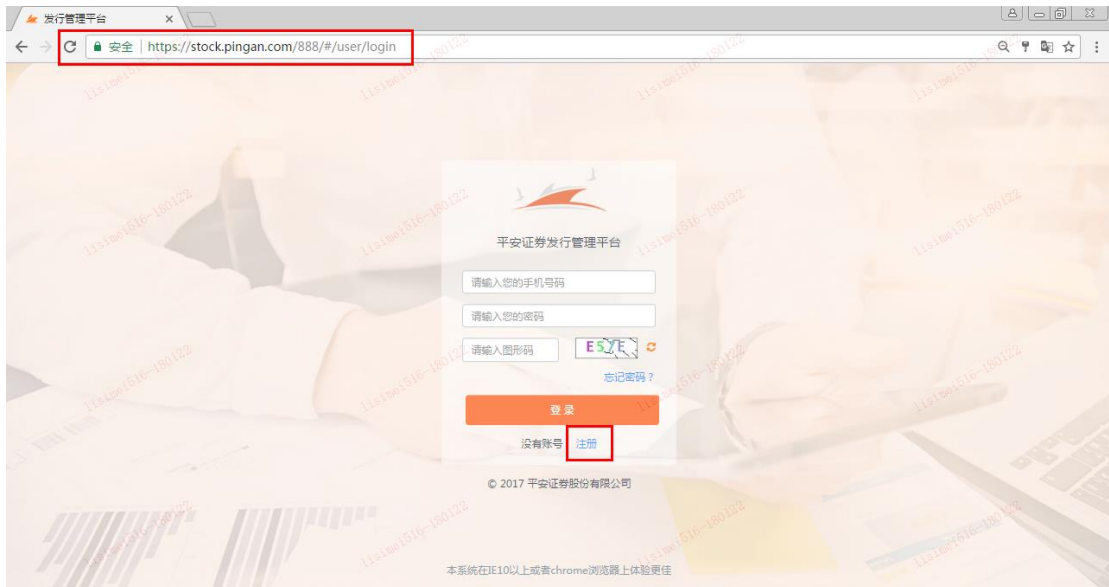 发行管理平台
安全 | https://stock.pingan.com/888/#/user/login
平安证券发行管理平台
请输入您的手机号码
请输入您的密码
请输入图形码
忘记密码？
登录
没有账号 注册
© 2017 平安证券股份有限公司
本系统在IE10以上或者chrome浏览器上体验更佳